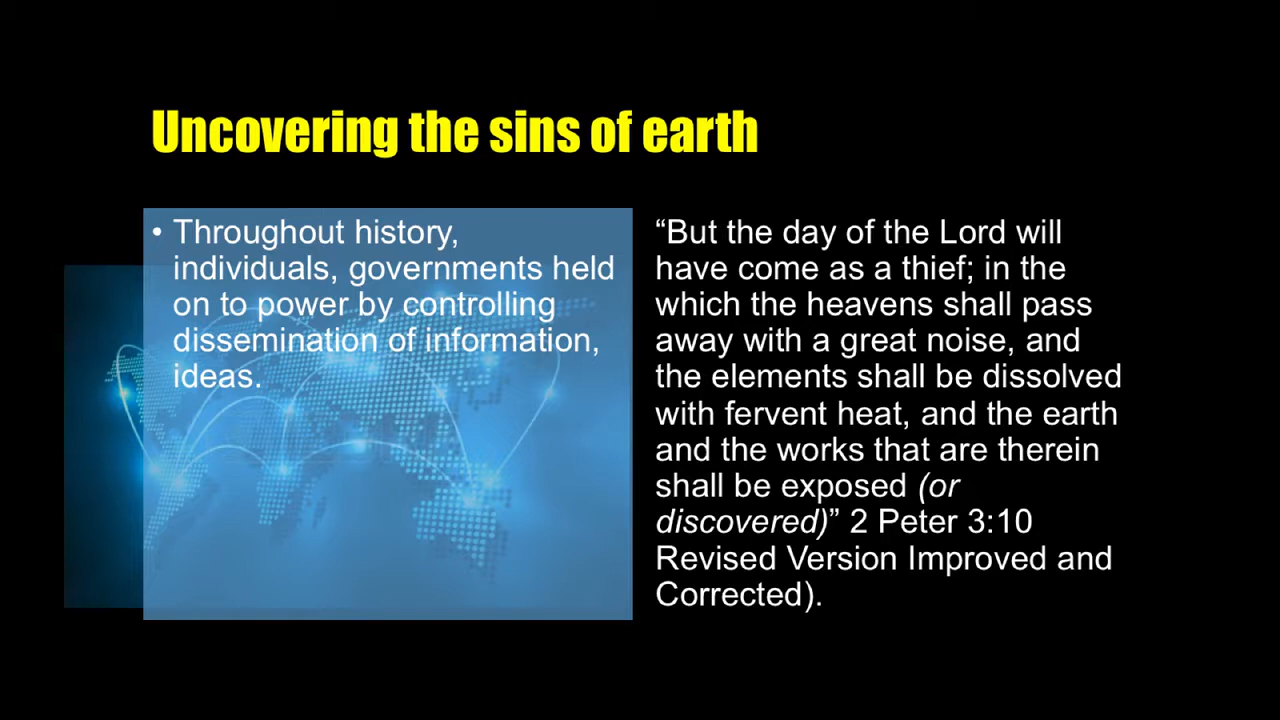 Uncovering the sins of earth
• Throughout history,
individuals, governments held
on to power by controlling
dissemination of information,
ideas.
“But the day of the Lord will
have come as a thief; in the
which the heavens shall pass
away with a great noise, and
the elements shall be dissolved
with fervent heat, and the earth
and the works that are therein
shall be exposed (or
discovered)” 2 Peter 3:10
Revised Version Improved and
Corrected).